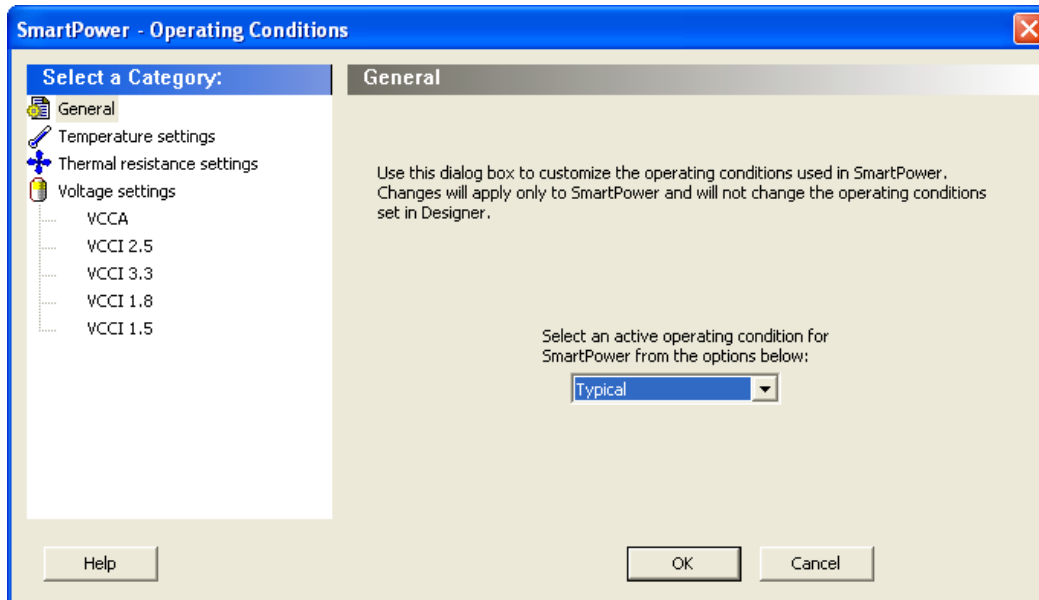 SmartPower - Operating Conditions
Select a Category:
General
Temperature settings
Thermal resistance settings
Voltage settings
VCCA
VCCI 2.5
VCCI 3.3
VCCI 1.8
VCCI 1.5
General
Use this dialog box to customize the operating conditions used in SmartPower.
Changes will apply only to SmartPower and will not change the operating conditions
set in Designer.
Select an active operating condition for
SmartPower from the options below:
Typical
Help
OK
Cancel